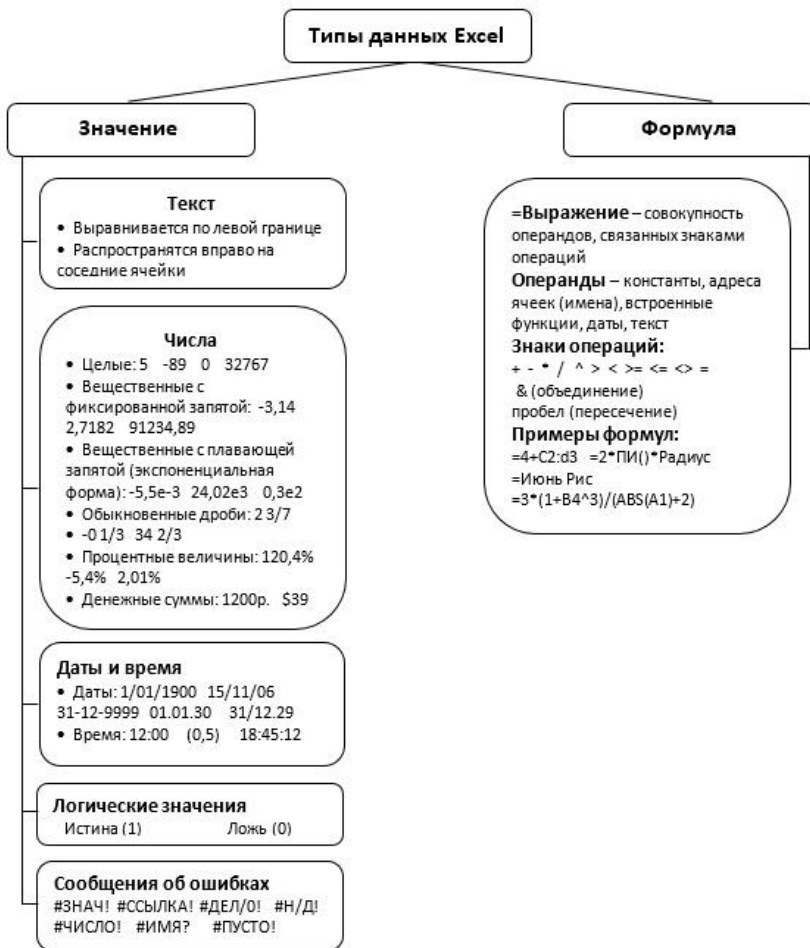 Типы данных Excel
Значение
Текст
• Выравнивается по левой границе
• Распространятся вправо на
соседние ячейки
Числа
• Целые: 5 -89 0 32767
• Вещественные с
фиксированной запятой: -3,14
2,7182 91234,89
• Вещественные с плавающей
запятой (экспоненциальная
форма): -5,5e-3 24,02e3 0,3e2
• Обыкновенные дроби: 2 3/7
• -0 1/3 34 2/3
• Процентные величины: 120,4%
-5,4% 2,01%
• Денежные суммы: 1200р. $39
Даты и время
• Даты: 1/01/1900 15/11/06
31-12-9999 01.01.30 31/12.29
• Время: 12:00 (0,5) 18:45:12
Логические значения
Истина (1) Ложь (0)
Сообщения об ошибках
#ЗНАЧ! #ССЫЛКА! #ДЕЛ/0! #Н/Д!
#ЧИСЛО! #ИМЯ? #ПУСТО!
Формула
=Выражение – совокупность
операндов, связанных знаками
операций
Операнды – константы, адреса
ячеек (имена), встроенные
функции, даты, текст
Знаки операций:
+ - * / ^ > < >= <= <> =
& (объединение)
пробел (пересечение)
Примеры формул:
=4+C2:d3 =2*ПИ()*Радиус
=Июнь Рис
=3*(1+B4^3)/(ABS(A1)+2)